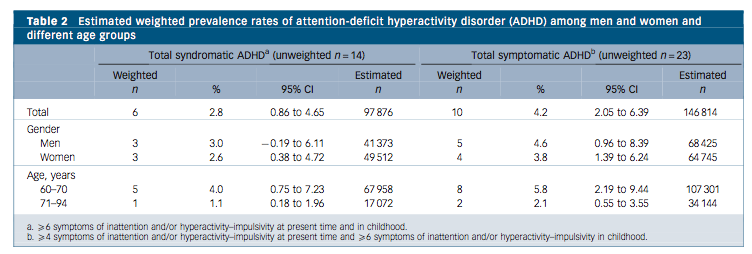 Table 2 Estimated weighted prevalence rates of attention-deficit hyperactivity disorder (ADHD) among men and women and
different age groups
Total syndromatic ADHDᵃ (unweighted n = 14) Total symptomatic ADHDᵇ (unweighted n = 23)
Weighted Estimated Weighted Estimated
n % 95% CI n n % 95% CI n
Total 6 2.8 0.86 to 4.65 97 876 10 4.2 2.05 to 6.39 146 814
Gender
Men 3 3.0 −0.19 to 6.11 41 373 5 4.6 0.96 to 8.39 68 425
Women 3 2.6 0.38 to 4.72 49 512 4 3.8 1.39 to 6.24 64 745
Age, years
60–70 5 4.0 0.75 to 7.23 67 958 8 5.8 2.19 to 9.44 107 301
71–94 1 1.1 0.18 to 1.96 17 072 2 2.1 0.55 to 3.55 34 144
a. ⩾6 symptoms of inattention and/or hyperactivity–impulsivity at present time and in childhood.
b. ⩾4 symptoms of inattention and/or hyperactivity–impulsivity at present time and ⩾6 symptoms of inattention and/or hyperactivity–impulsivity in childhood.